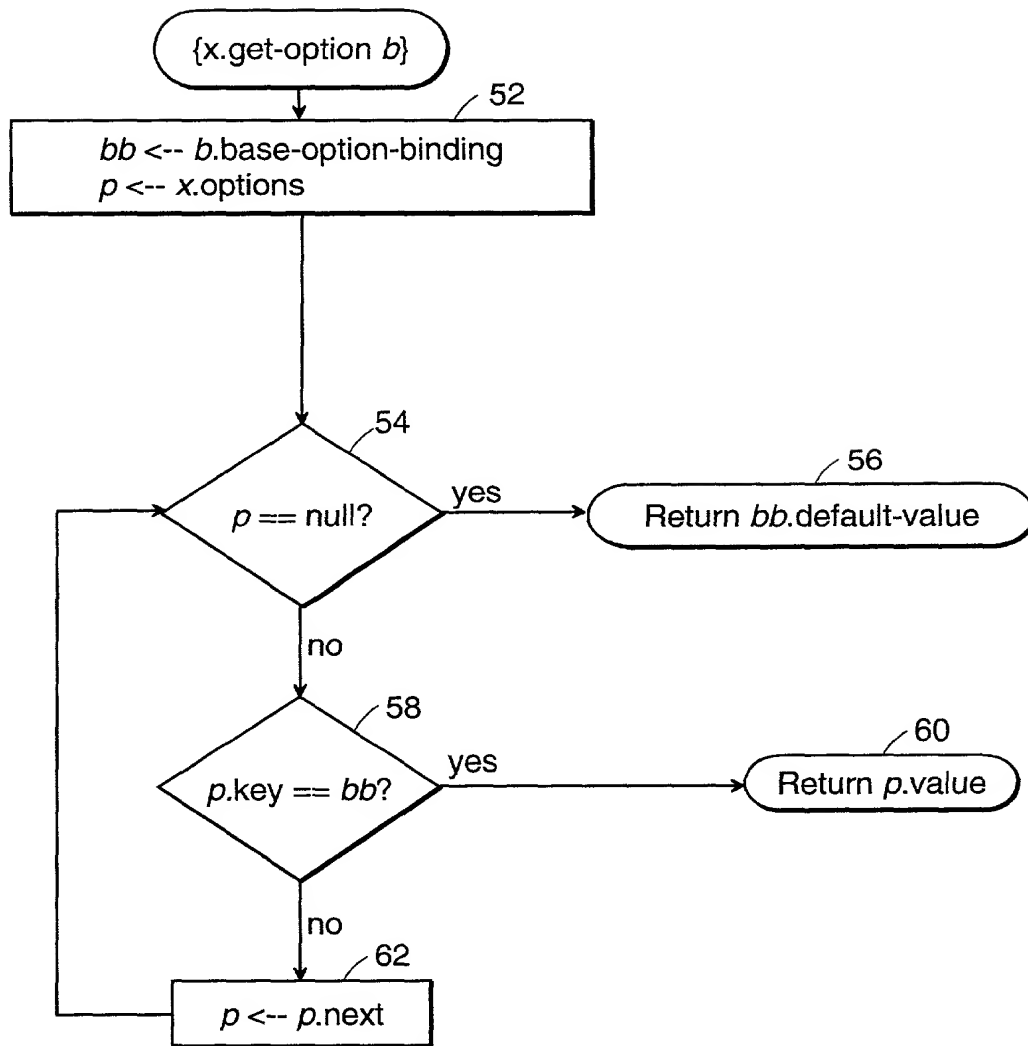 {x.get-option b}
52
bb <-- b.base-option-binding
p <-- x.options
54
p == null?
yes
56
Return bb.default-value
no
58
p.key == bb?
yes
60
Return p.value
no
62
p <-- p.next